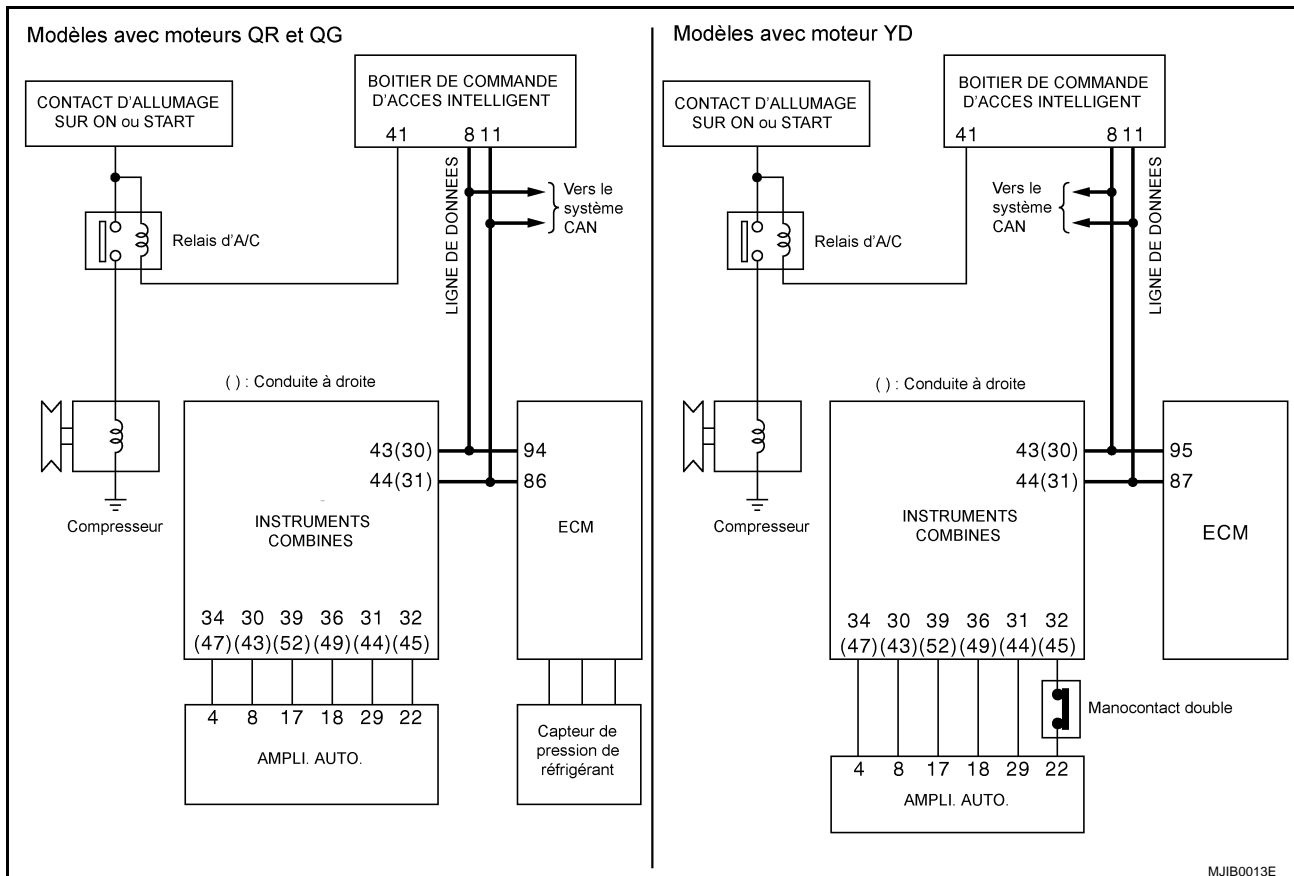 Modèles avec moteurs QR et QG
CONTACT D'ALLUMAGE
SUR ON ou START
BOITIER DE COMMANDE
D'ACCES INTELLIGENT
41 8 11
LIGNE DE DONNEES
Vers le
système
CAN
Relais d'A/C
( ) : Conduite à droite
Compresseur
43(30)
44(31)
94
86
INSTRUMENTS
COMBINES
ECM
34 30 39 36 31 32
(47) (43) (52) (49) (44) (45)
4 8 17 18 29 22
AMPLI. AUTO.
Capteur de
pression de
réfrigérant
Modèles avec moteur YD
CONTACT D'ALLUMAGE
SUR ON ou START
BOITIER DE COMMANDE
D'ACCES INTELLIGENT
41 8 11
Vers le
système
CAN
LIGNE DE DONNEES
Relais d'A/C
( ) : Conduite à droite
Compresseur
43(30)
44(31)
95
87
INSTRUMENTS
COMBINES
ECM
34 30 39 36 31 32
(47) (43) (52) (49) (44) (45)
Manocontact double
4 8 17 18 29 22
AMPLI. AUTO.
MJIB0013E